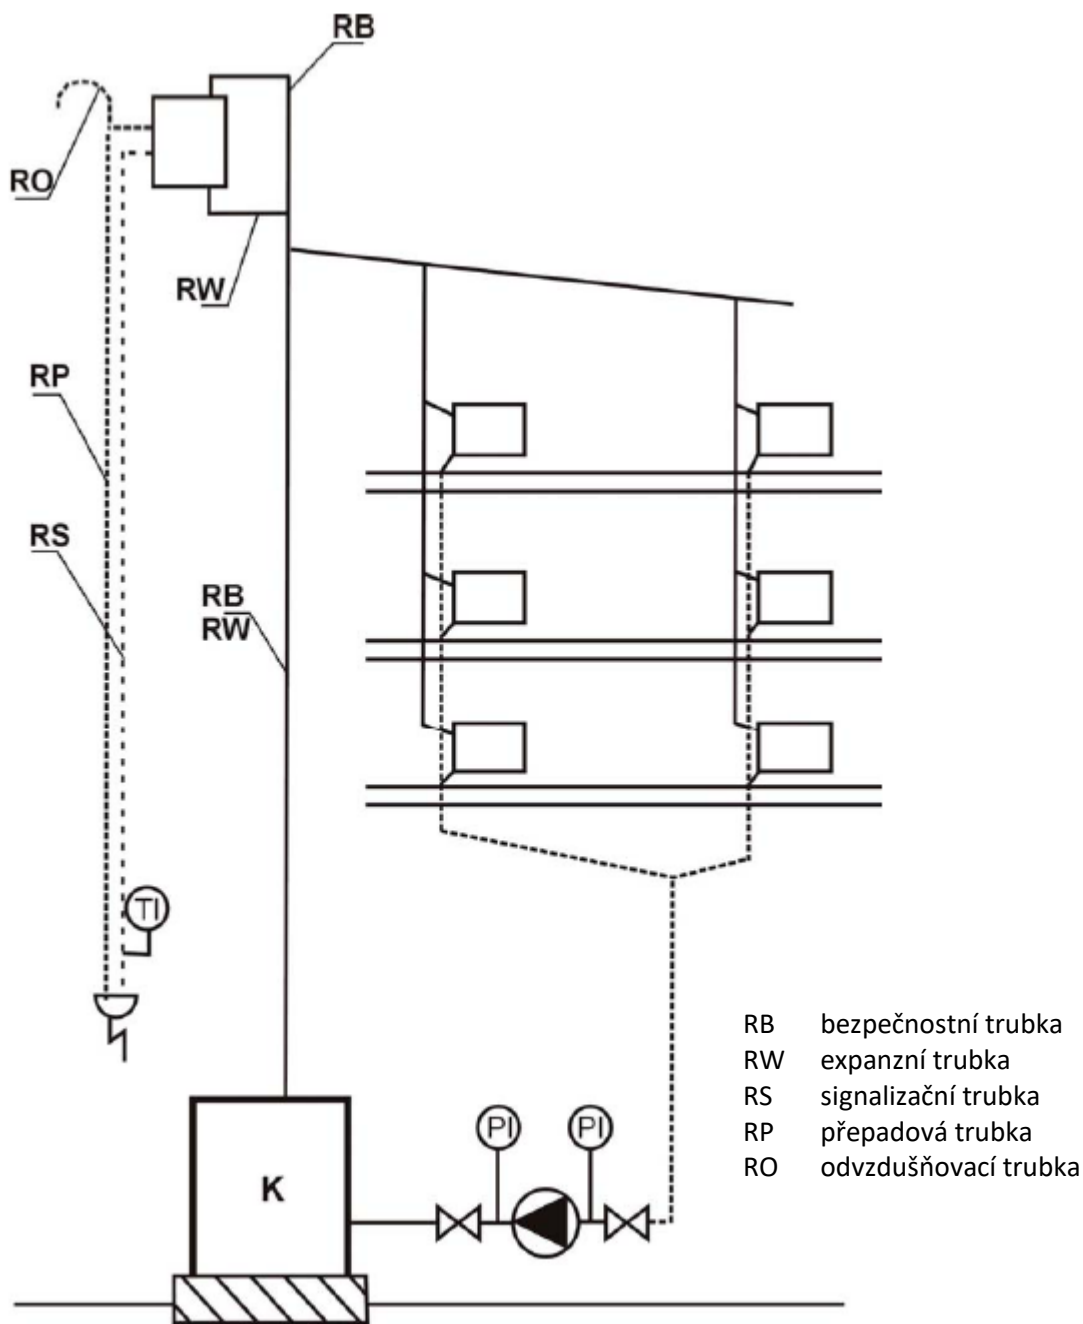 RB
RO
RW
RP
RS
RB
RW
TI
PI PI
K
RB bezpečnostní trubka
RW expanzní trubka
RS signalizační trubka
RP přepadová trubka
RO odvzdušňovací trubka